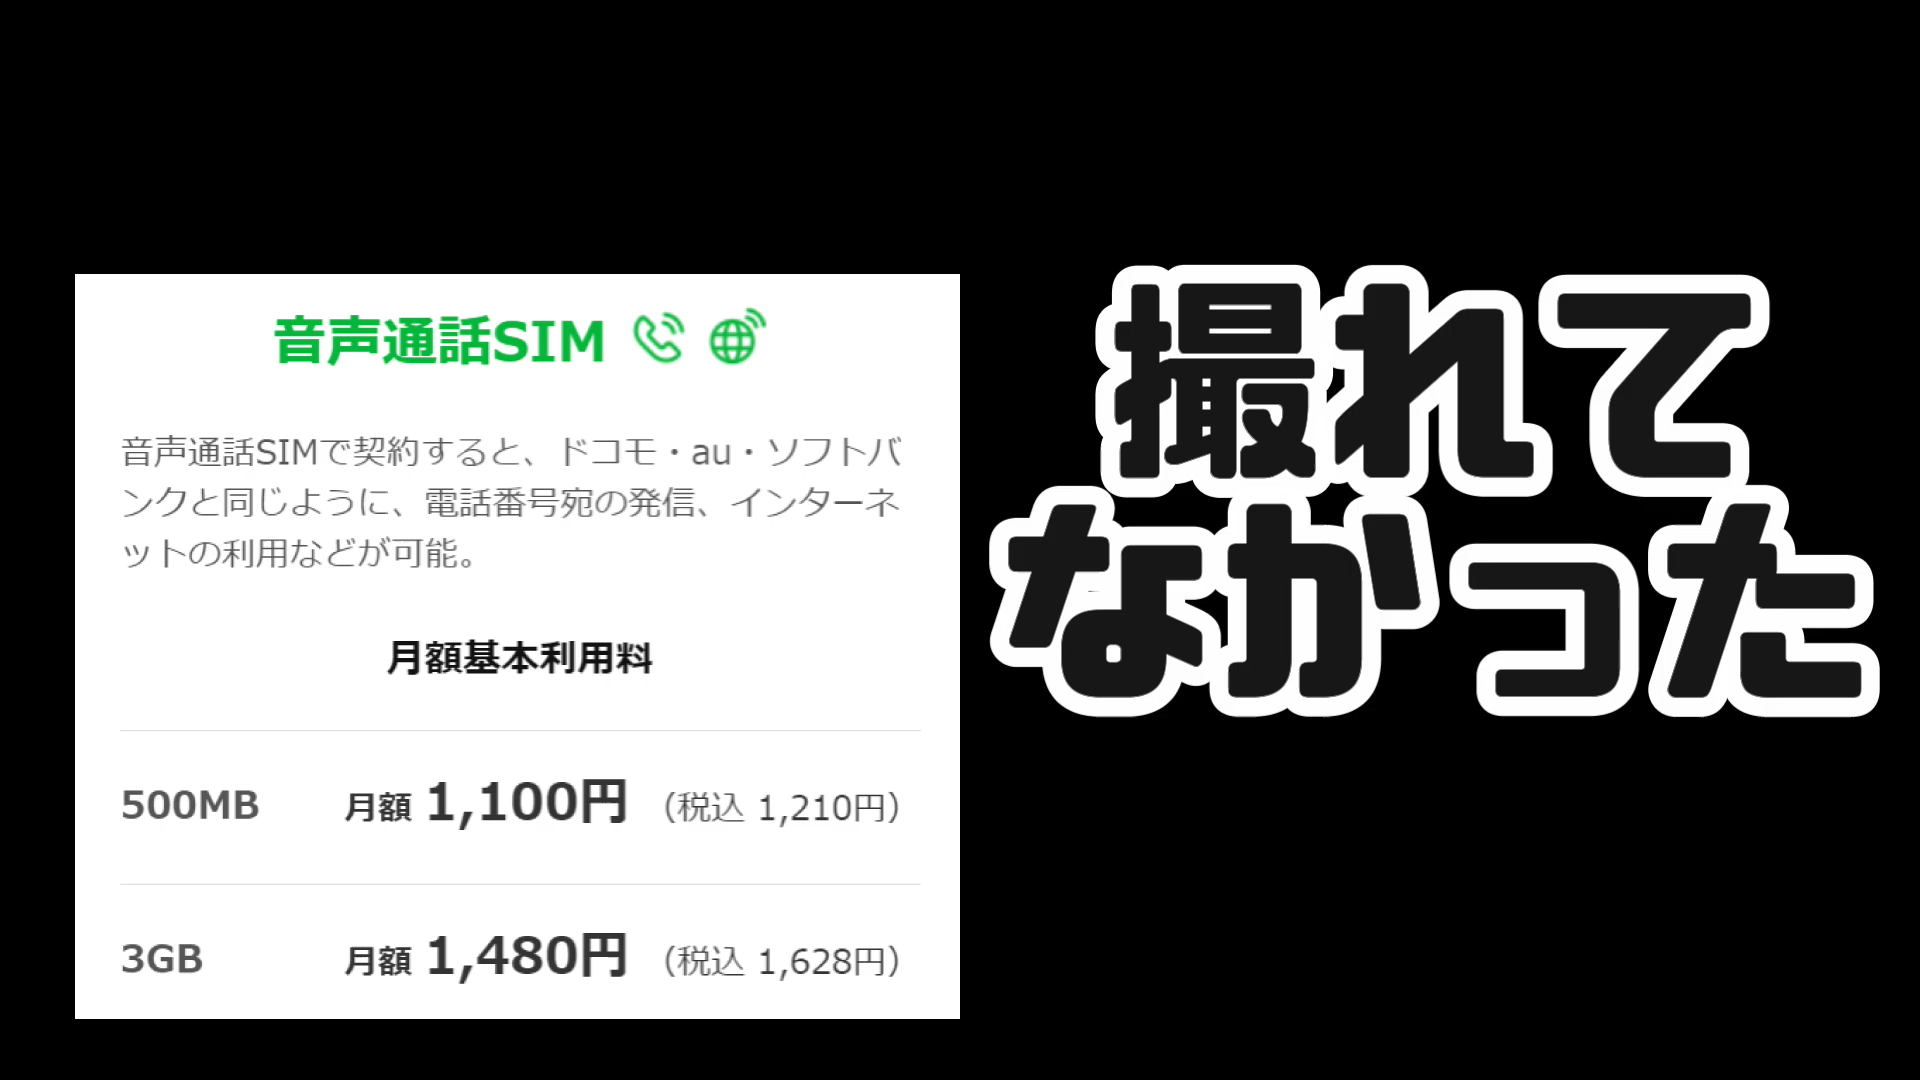 音声通話SIM
音声通話SIMで契約すると、ドコモ・au・ソフトバ
ンクと同じように、電話番号宛の発信、インターネ
ットの利用などが可能。
月額基本利用料
500MB 月額 1,100円 （税込 1,210円）
3GB 月額 1,480円 （税込 1,628円）
撮れて
なかった